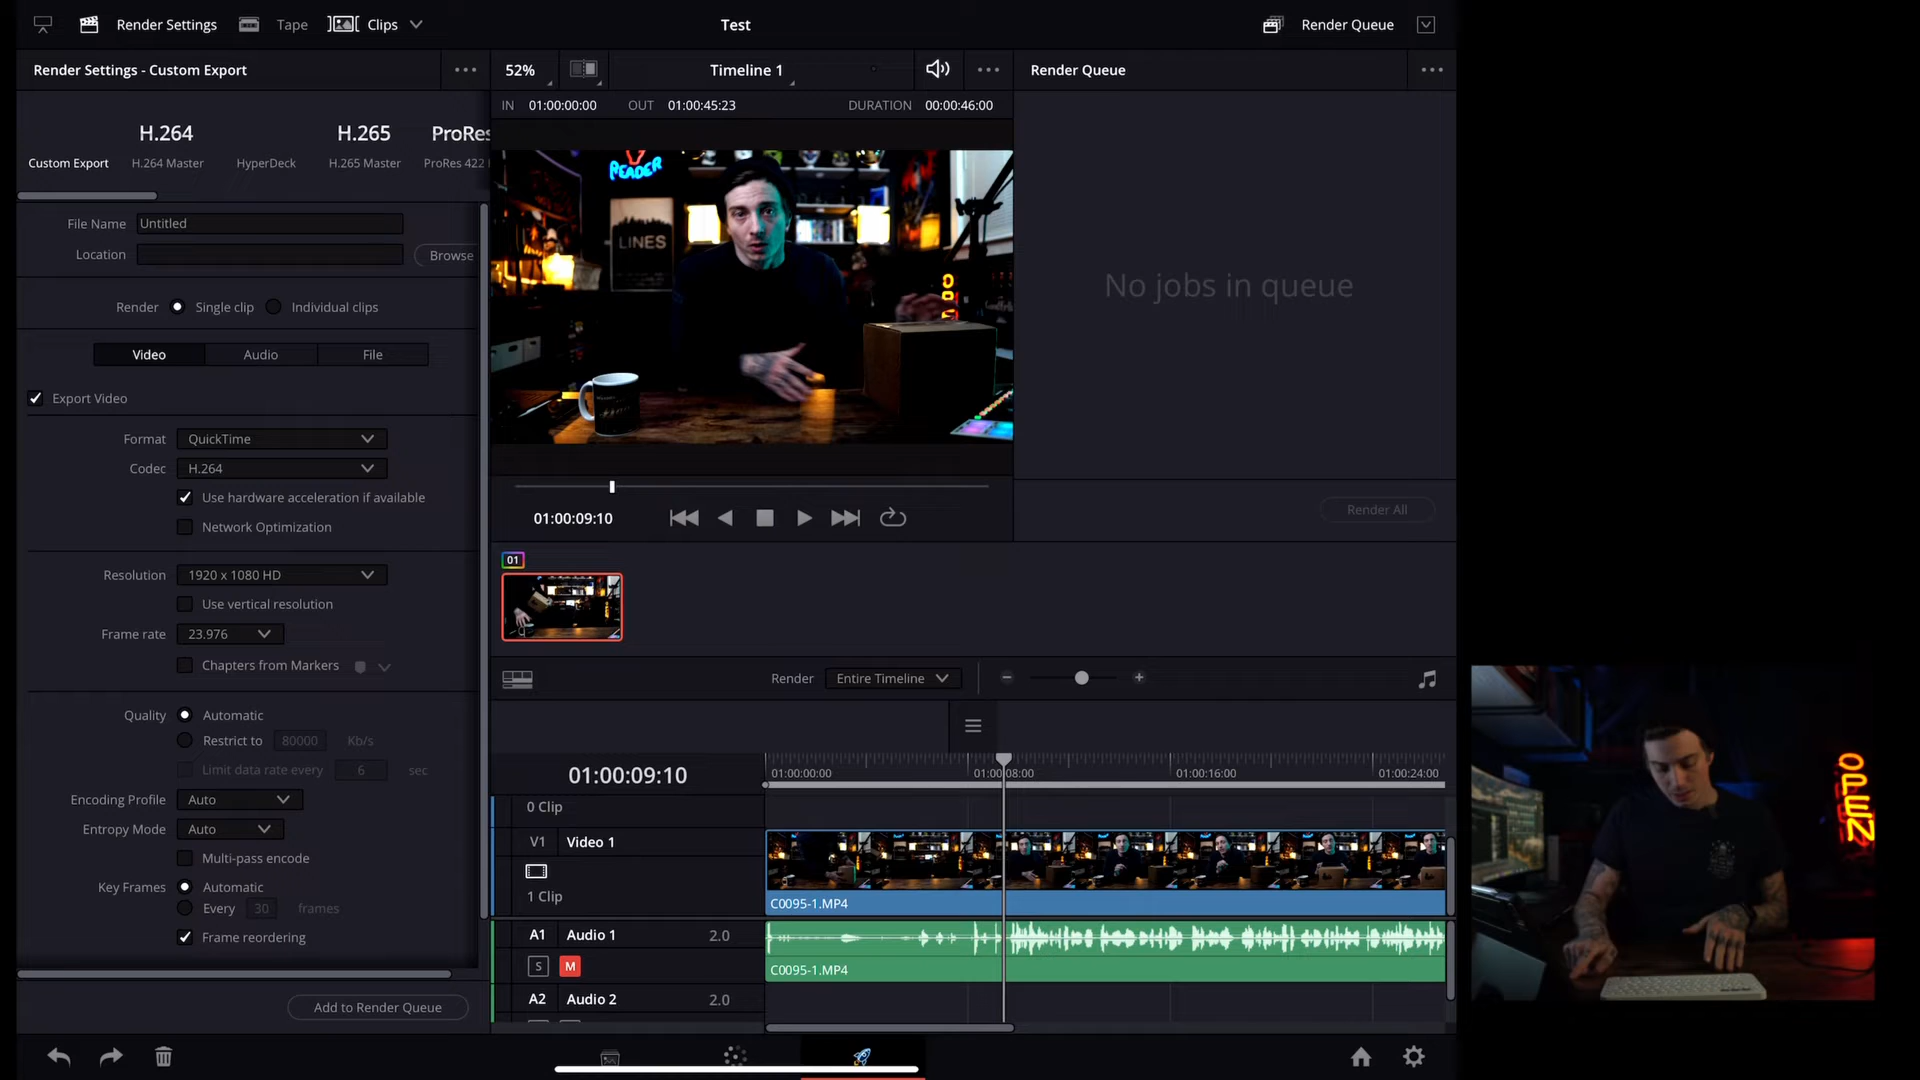 Render Settings
Tape
Clips
Test
Render Queue
Render Settings - Custom Export
52%
Timeline 1
Render Queue
IN 01:00:00:00 OUT 01:00:45:23 DURATION 00:00:46:00
H.264
H.265
ProRes
Custom Export
H.264 Master
HyperDeck
H.265 Master
ProRes 422
READER
LINES
File Name Untitled
Location Browse
No jobs in queue
Render Single clip Individual clips
Video Audio File
Export Video
Format QuickTime
Codec H.264
Use hardware acceleration if available
Network Optimization
01:00:09:10
Render All
01
Resolution 1920 x 1080 HD
Use vertical resolution
Frame rate 23.976
Chapters from Markers
Render Entire Timeline
Quality Automatic
Restrict to 80000 Kb/s
Limit data rate every 6 sec
Encoding Profile Auto
Entropy Mode Auto
Multi-pass encode
Key Frames Automatic
Every 30 frames
Frame reordering
Add to Render Queue
01:00:09:10
01:00:00:00
01:00:08:00
01:00:16:00
01:00:24:00
0 Clip
V1 Video 1
1 Clip
C0095-1.MP4
A1 Audio 1 2.0
S M
C0095-1.MP4
A2 Audio 2 2.0
OPEN